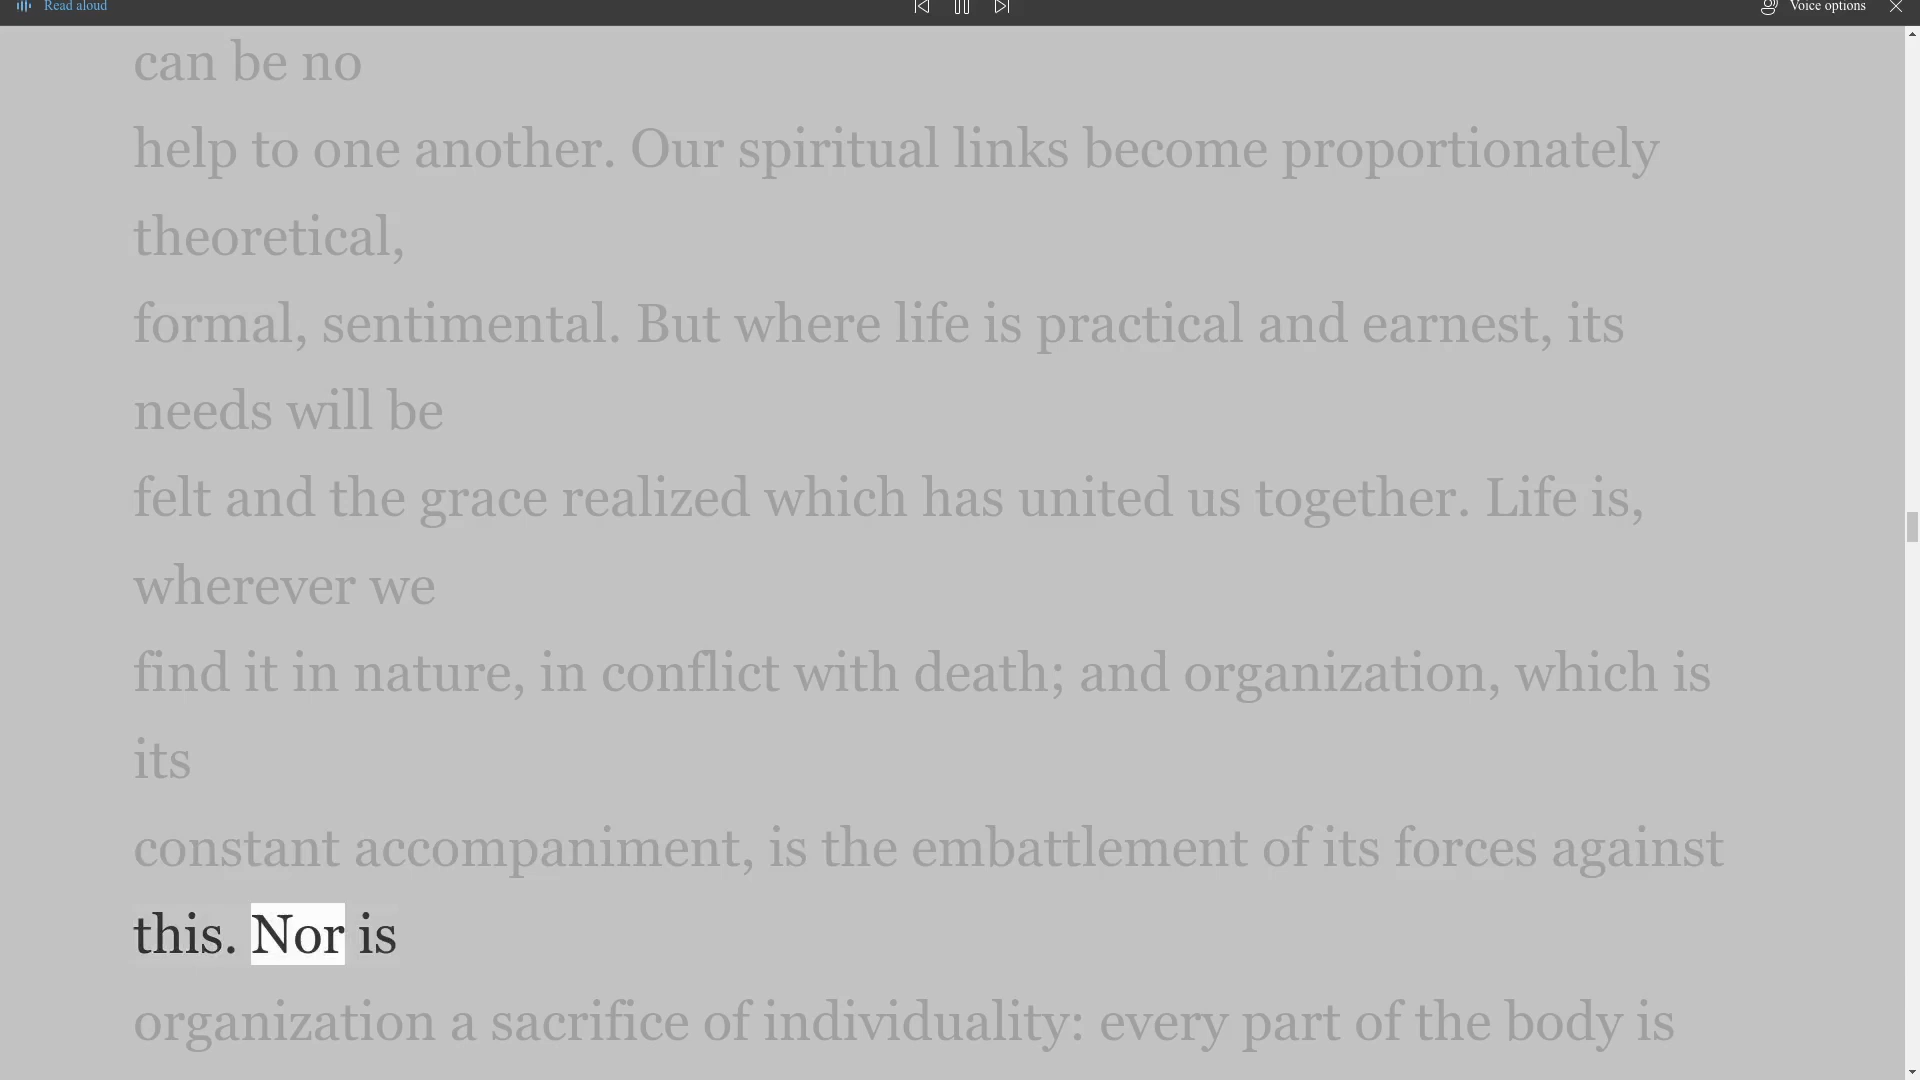 Read aloud
Voice options
can be no
help to one another. Our spiritual links become proportionately
theoretical,
formal, sentimental. But where life is practical and earnest, its
needs will be
felt and the grace realized which has united us together. Life is,
wherever we
find it in nature, in conflict with death; and organization, which is
its
constant accompaniment, is the embattlement of its forces against
this. Nor is
organization a sacrifice of individuality: every part of the body is